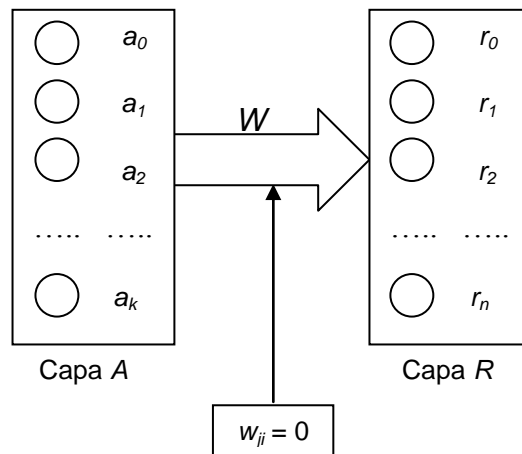 a₀
a₁
a₂
..... .....
aₖ
Capa A
W
r₀
r₁
r₂
..... .....
rₙ
Capa R
wⱼᵢ = 0